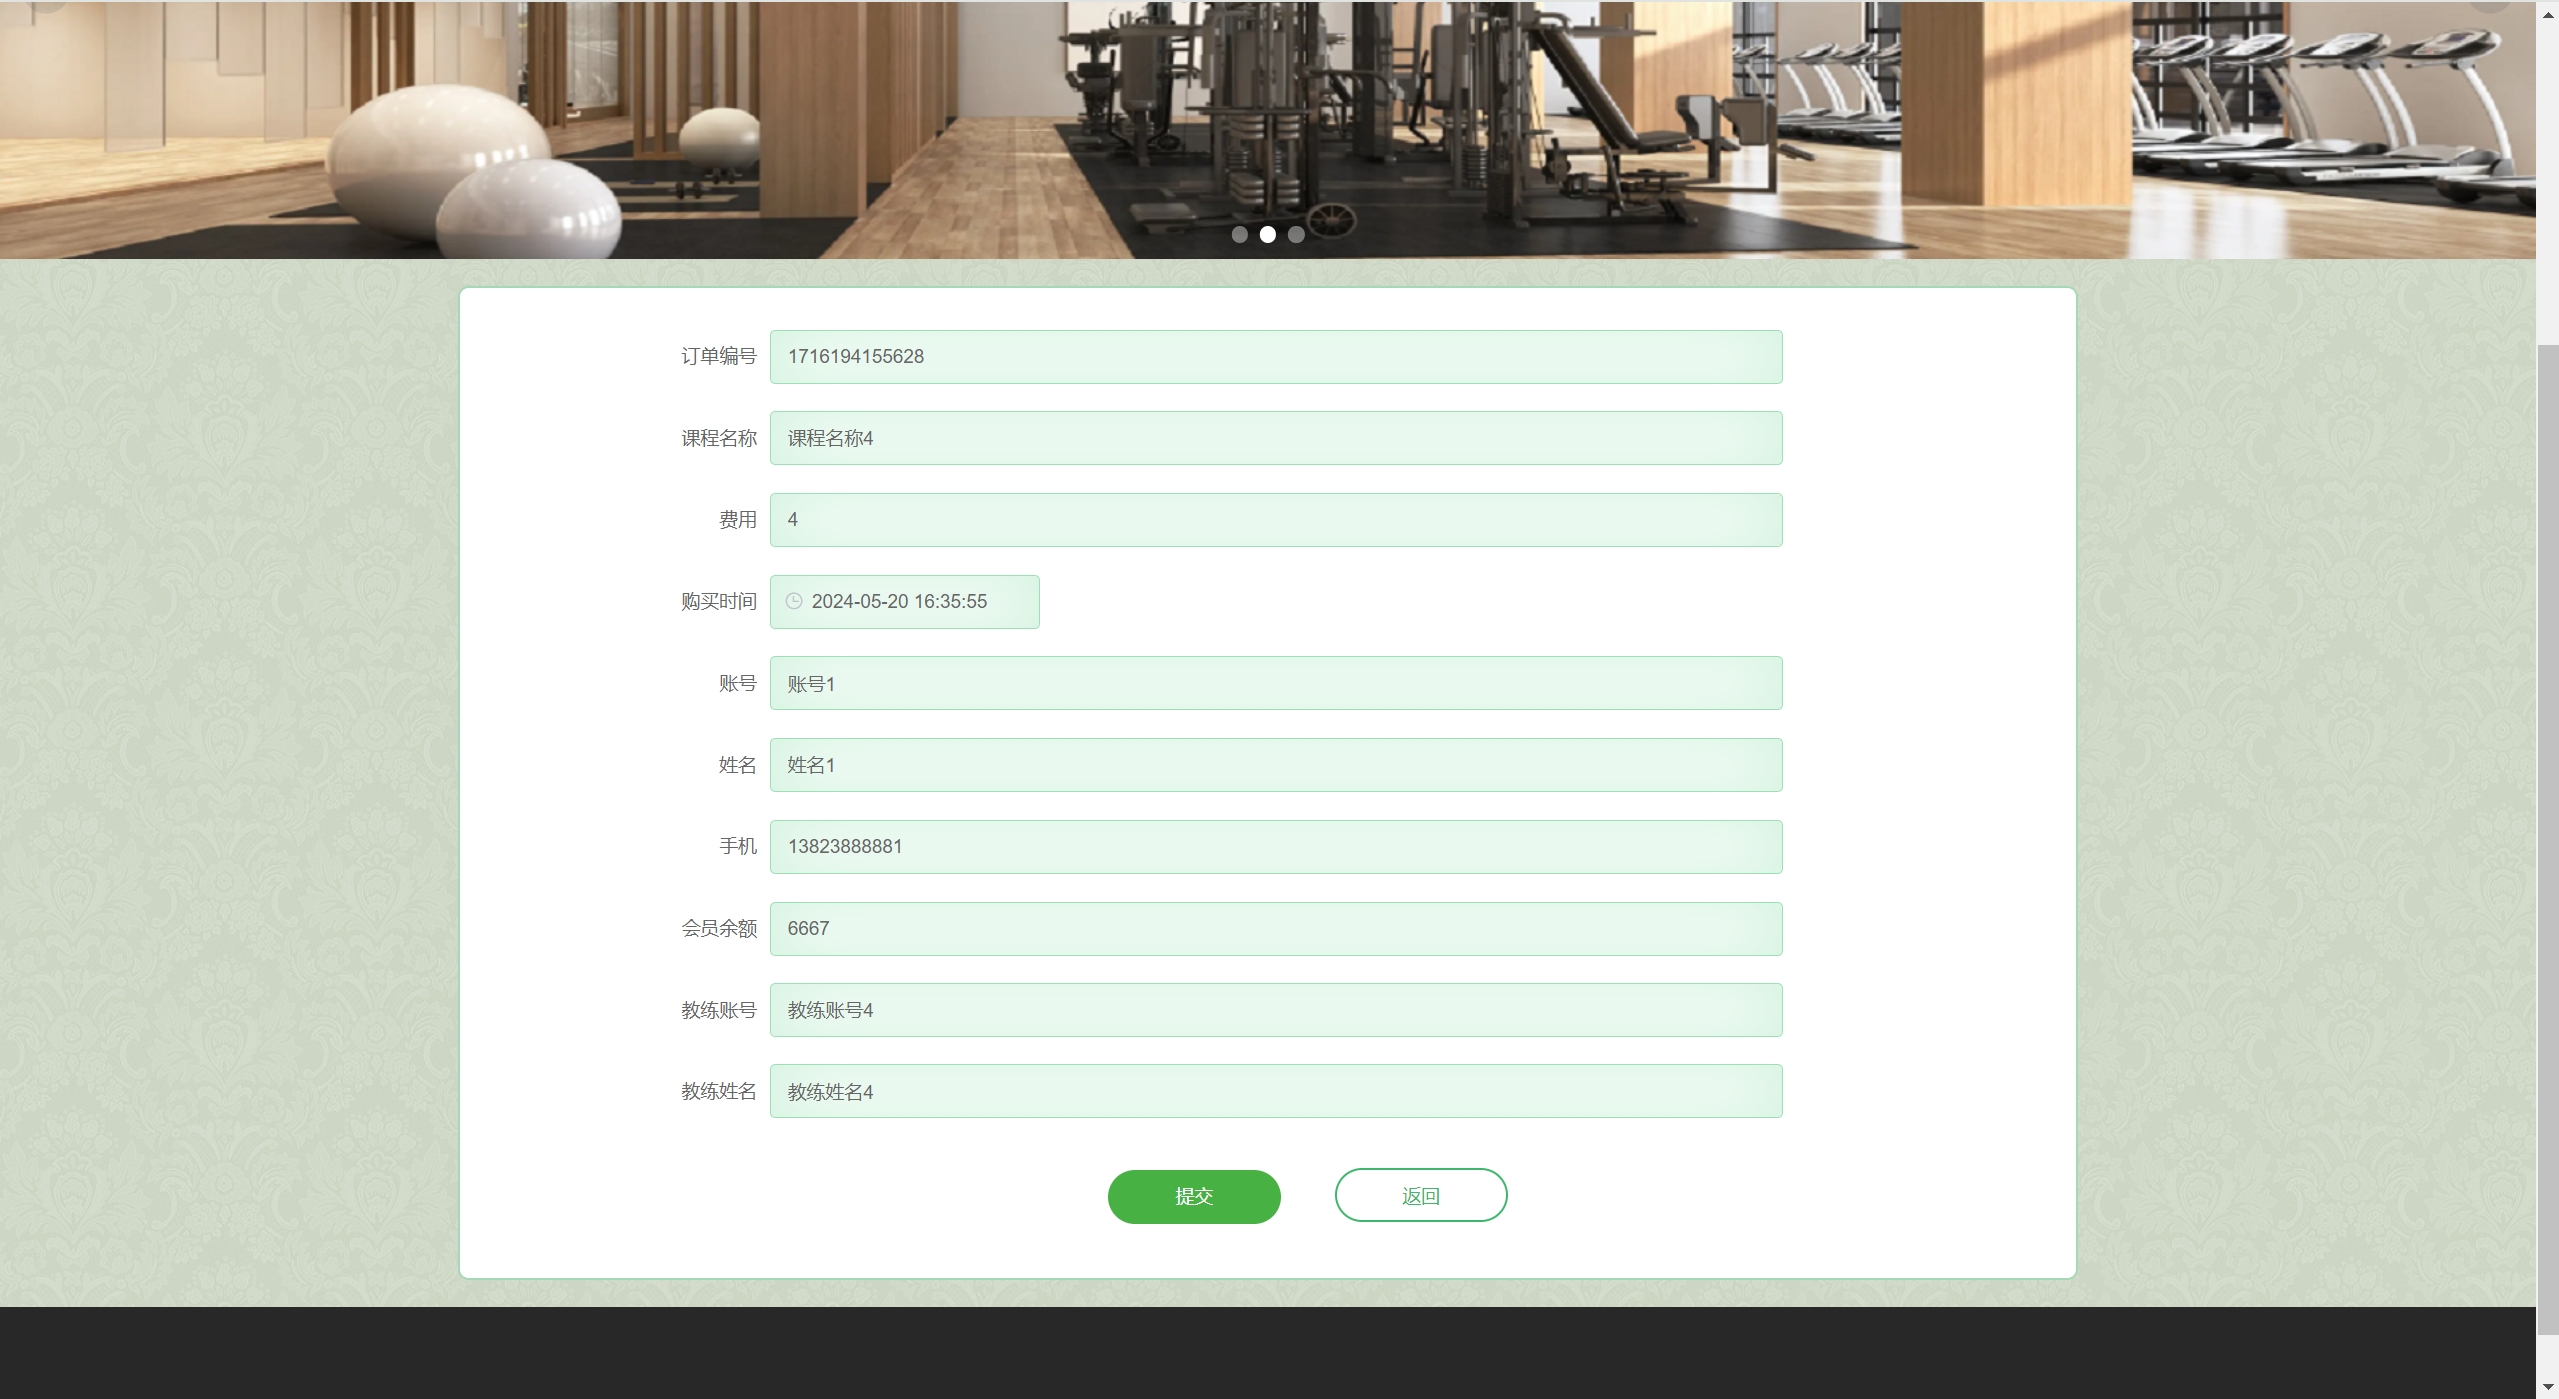 订单编号 1716194155628
课程名称 课程名称4
费用 4
购买时间 2024-05-20 16:35:55
账号 账号1
姓名 姓名1
手机 13823888881
会员余额 6667
教练账号 教练账号4
教练姓名 教练姓名4
提交 返回